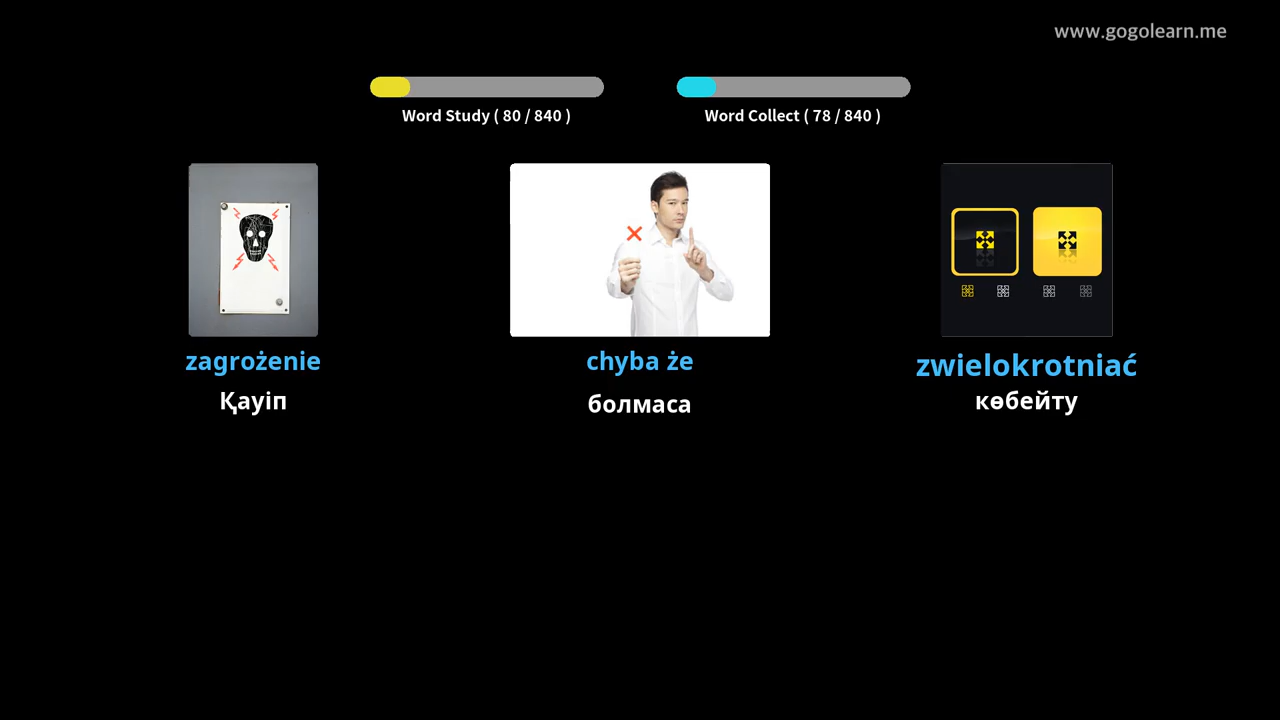 www.gogolearn.me
Word Study ( 80 / 840 )
Word Collect ( 78 / 840 )
zagrożenie
Қауіп
chyba że
болмаса
zwielokrotniać
көбейту